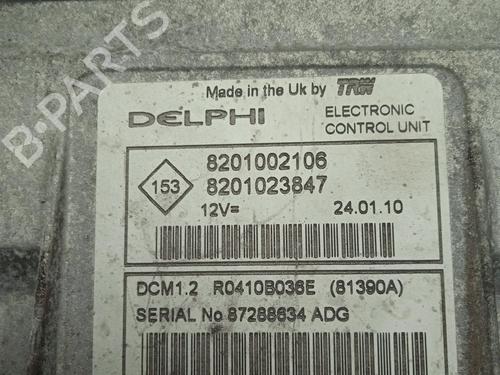 Made in the Uk by TRW
DELPHI
ELECTRONIC
CONTROL UNIT
153
8201002106
8201023847
12V=
24.01.10
DCM1.2 R0410B036E (81390A)
SERIAL No 87288634 ADG
B-PARTS